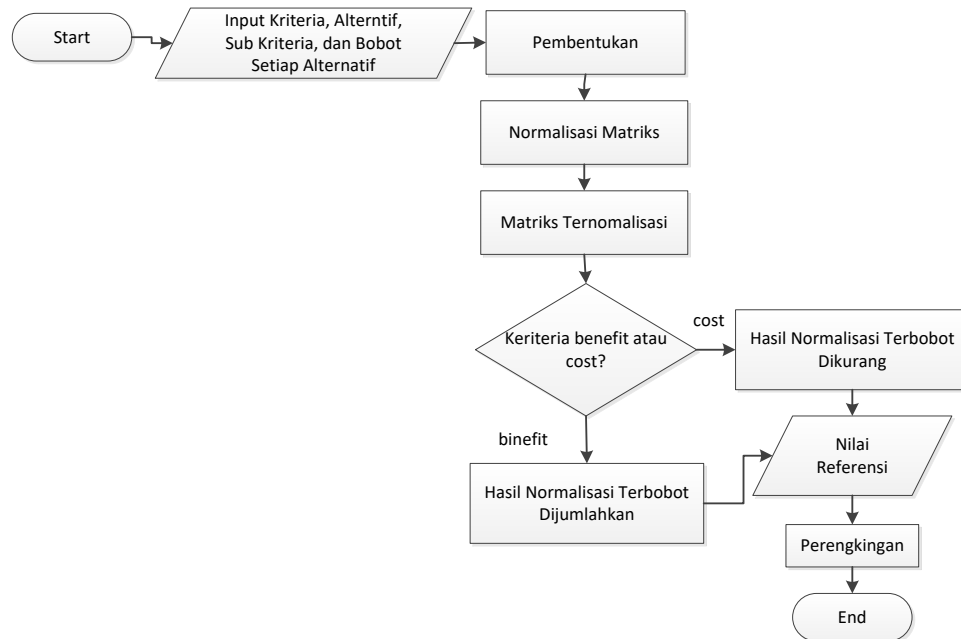 Start
Input Kriteria, Alterntif,
Sub Kriteria, dan Bobot
Setiap Alternatif
Pembentukan
Normalisasi Matriks
Matriks Ternomalisasi
Keriteria benefit atau
cost?
cost
Hasil Normalisasi Terbobot
Dikurang
binefit
Hasil Normalisasi Terbobot
Dijumlahkan
Nilai
Referensi
Perengkingan
End